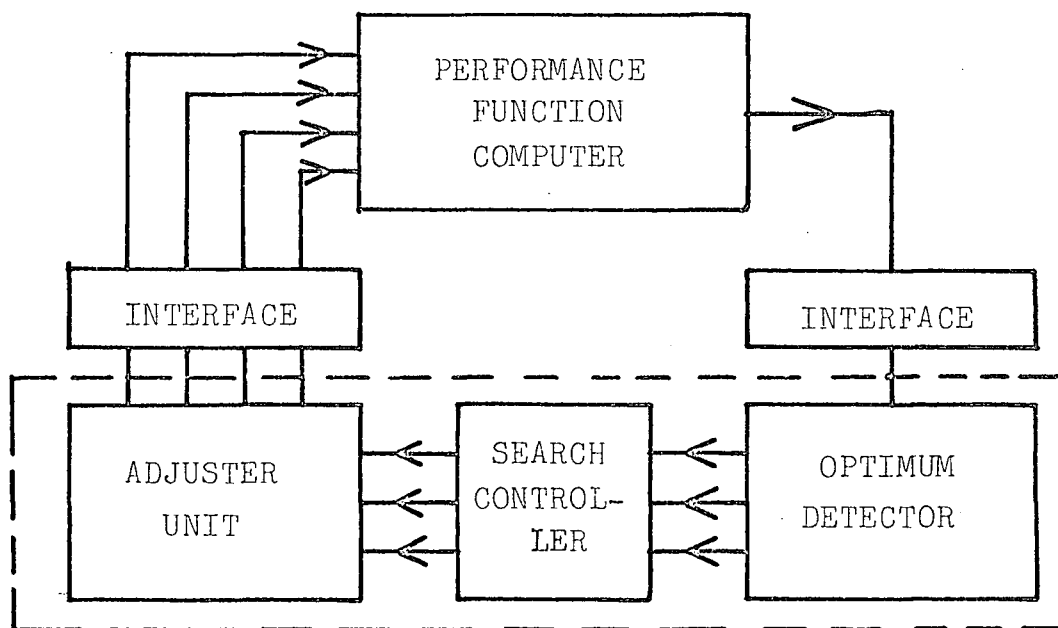 PERFORMANCE
FUNCTION
COMPUTER
INTERFACE
INTERFACE
ADJUSTER
UNIT
SEARCH
CONTROL-
LER
OPTIMUM
DETECTOR